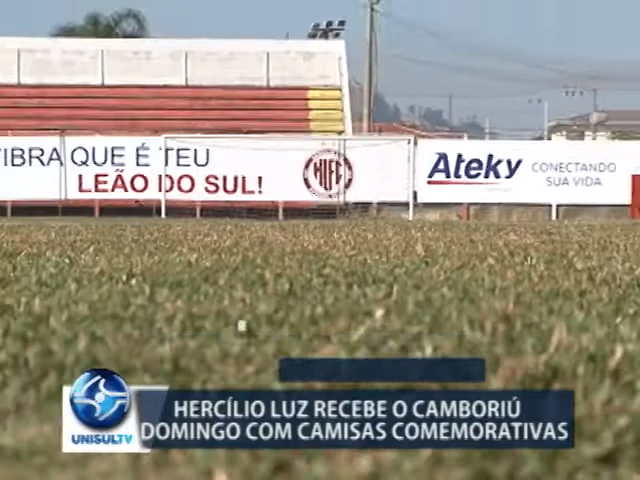 VIBRA QUE É TEU
LEÃO DO SUL!
HLFC
Ateky
CONECTANDO
SUA VIDA
HERCÍLIO LUZ RECEBE O CAMBORIÚ
DOMINGO COM CAMISAS COMEMORATIVAS
UNISULTV